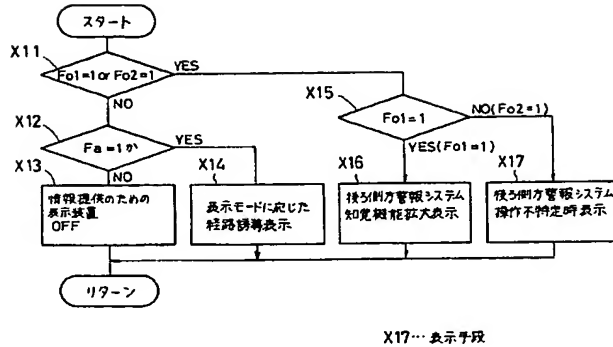 スタート
X11
Fo1=1 or Fo2=1
YES
NO
X12
Fa=1か
YES
NO
X13
情報提供のための
表示装置
OFF
X14
表示モードに応じた
経路誘導表示
X15
Fo1=1
NO(Fo2=1)
YES(Fo1=1)
X16
後ろ側方警報システム
知覚機能拡大表示
X17
後ろ側方警報システム
操作不特定時表示
リターン
X17…表示手段